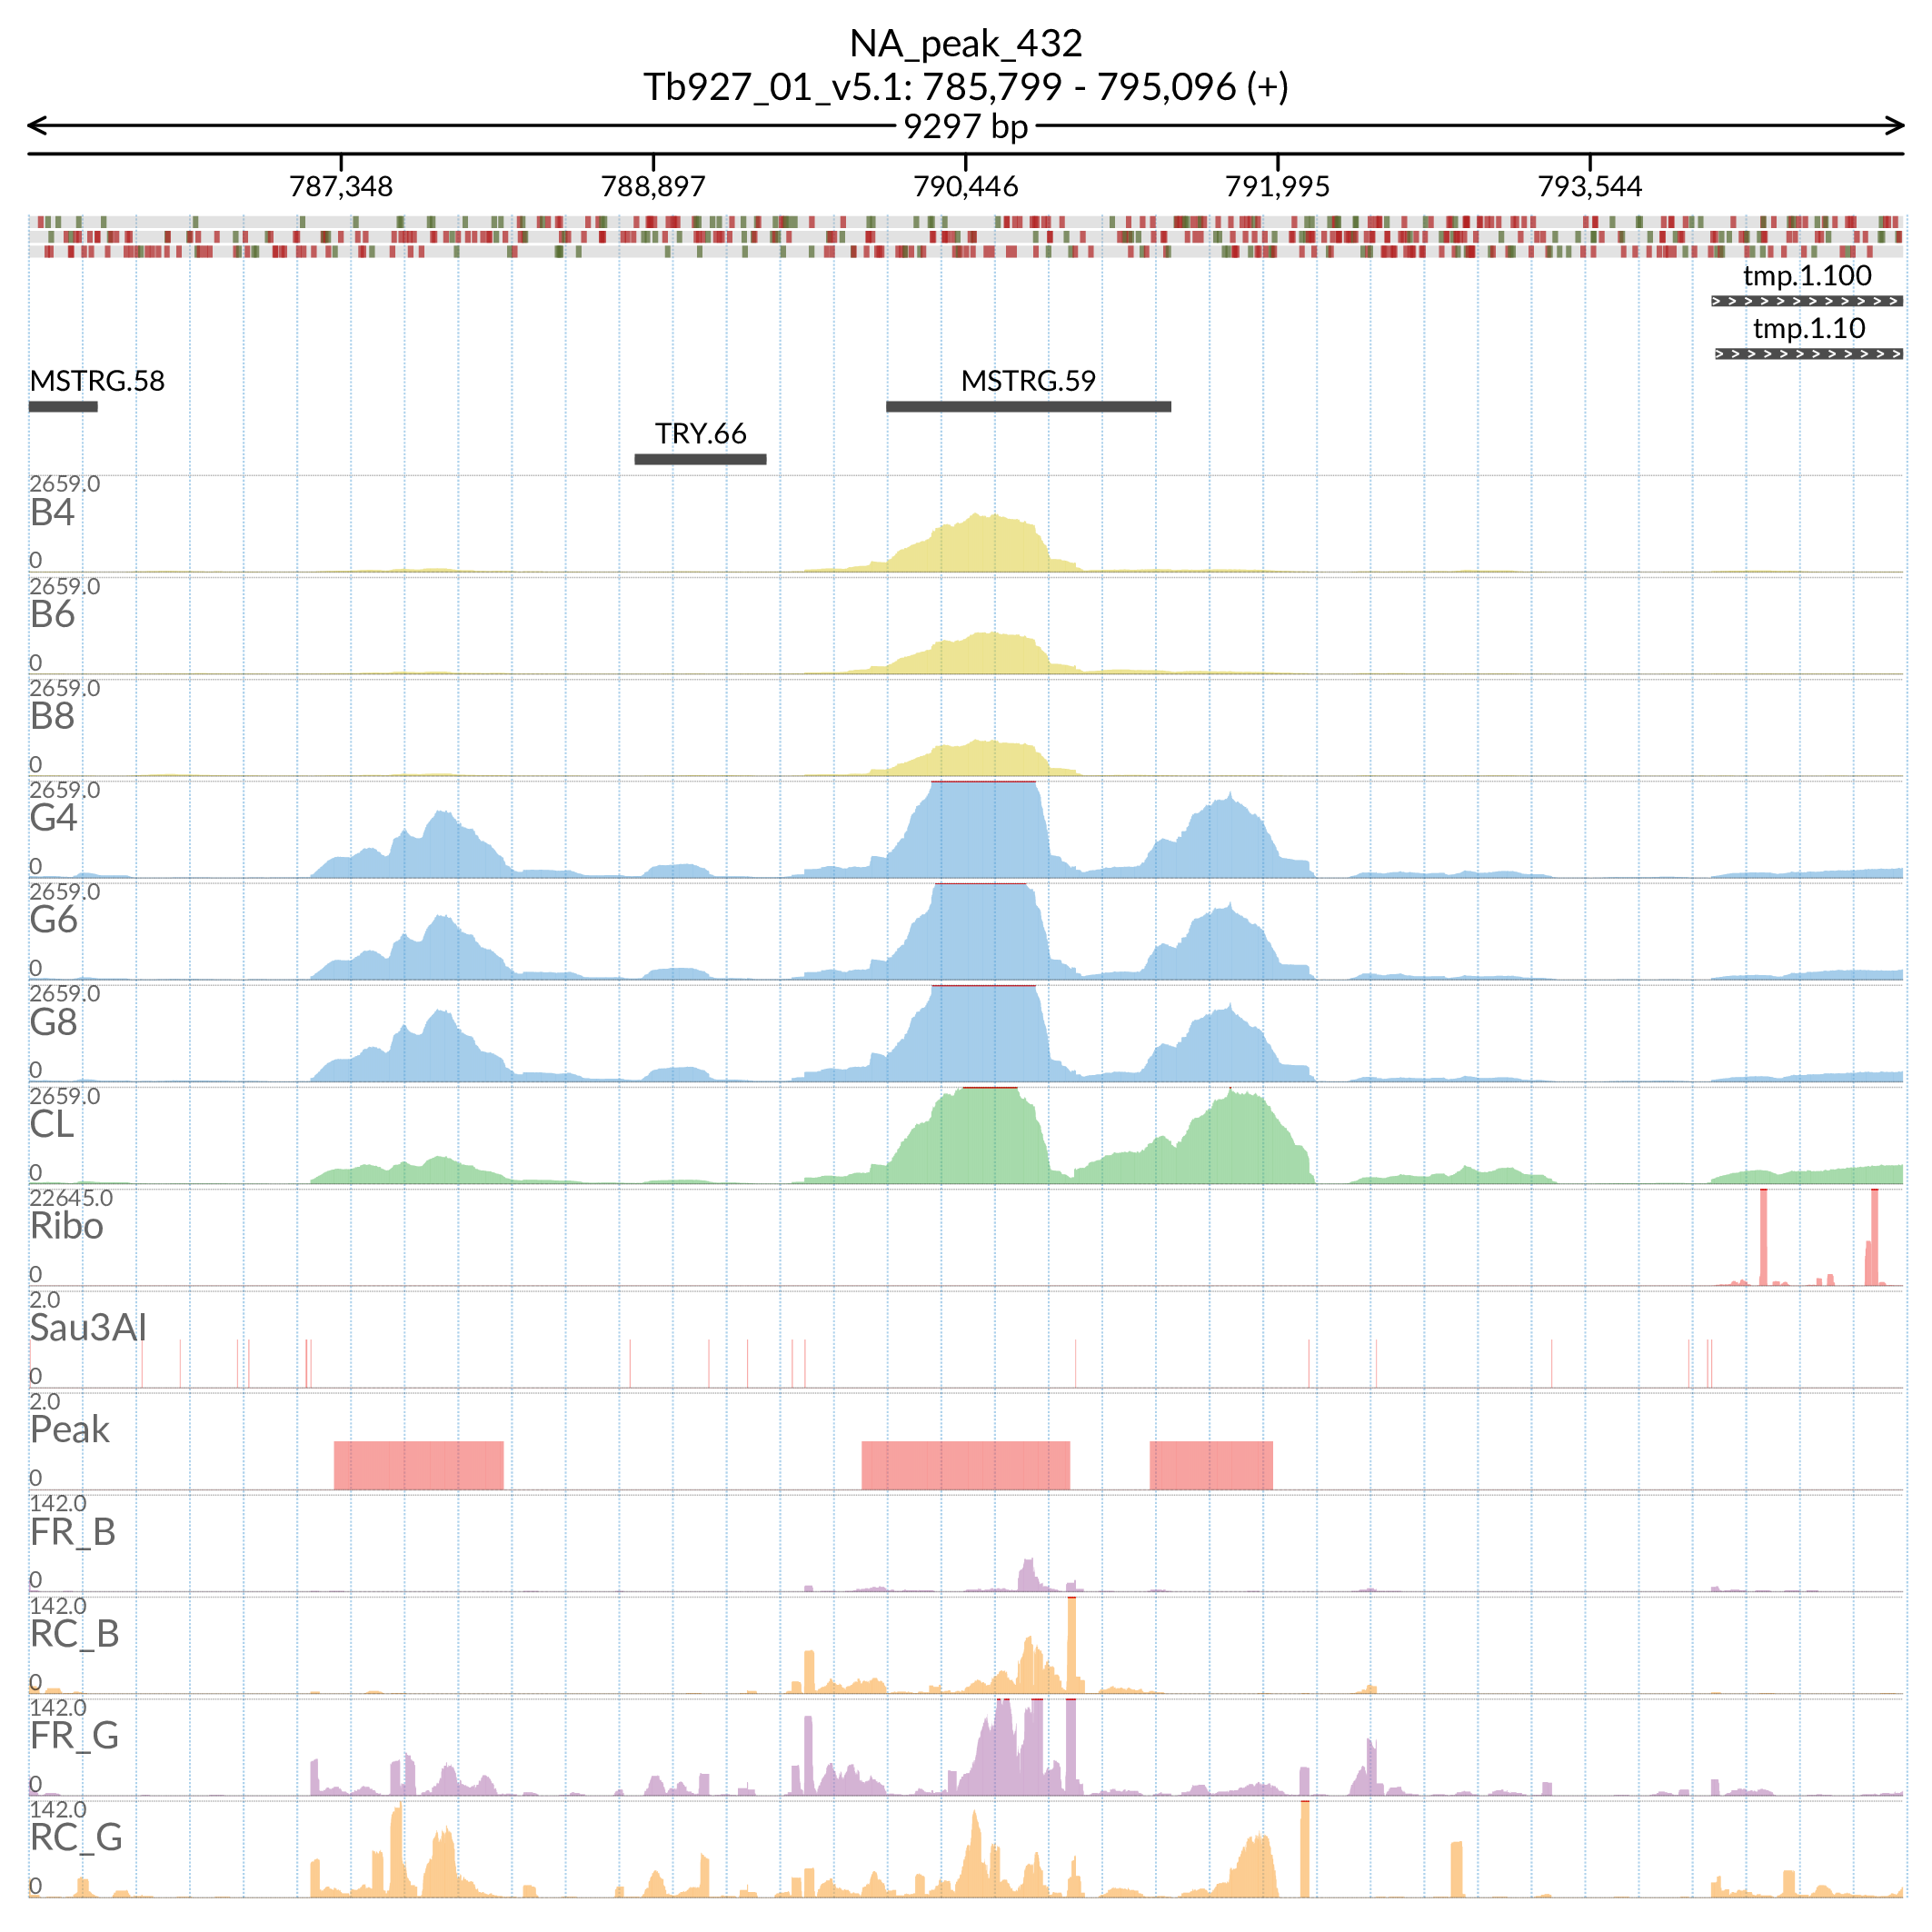 NA_peak_432
Tb927_01_v5.1: 785,799 - 795,096 (+)
9297 bp
787,348 788,897 790,446 791,995 793,544
tmp.1.100
tmp.1.10
MSTRG.58 MSTRG.59
TRY.66
2659.0
B4
0
2659.0
B6
0
2659.0
B8
0
2659.0
G4
0
2659.0
G6
0
2659.0
G8
0
2659.0
CL
0
22645.0
Ribo
0
2.0
Sau3AI
0
2.0
Peak
0
142.0
FR_B
0
142.0
RC_B
0
142.0
FR_G
0
142.0
RC_G
0